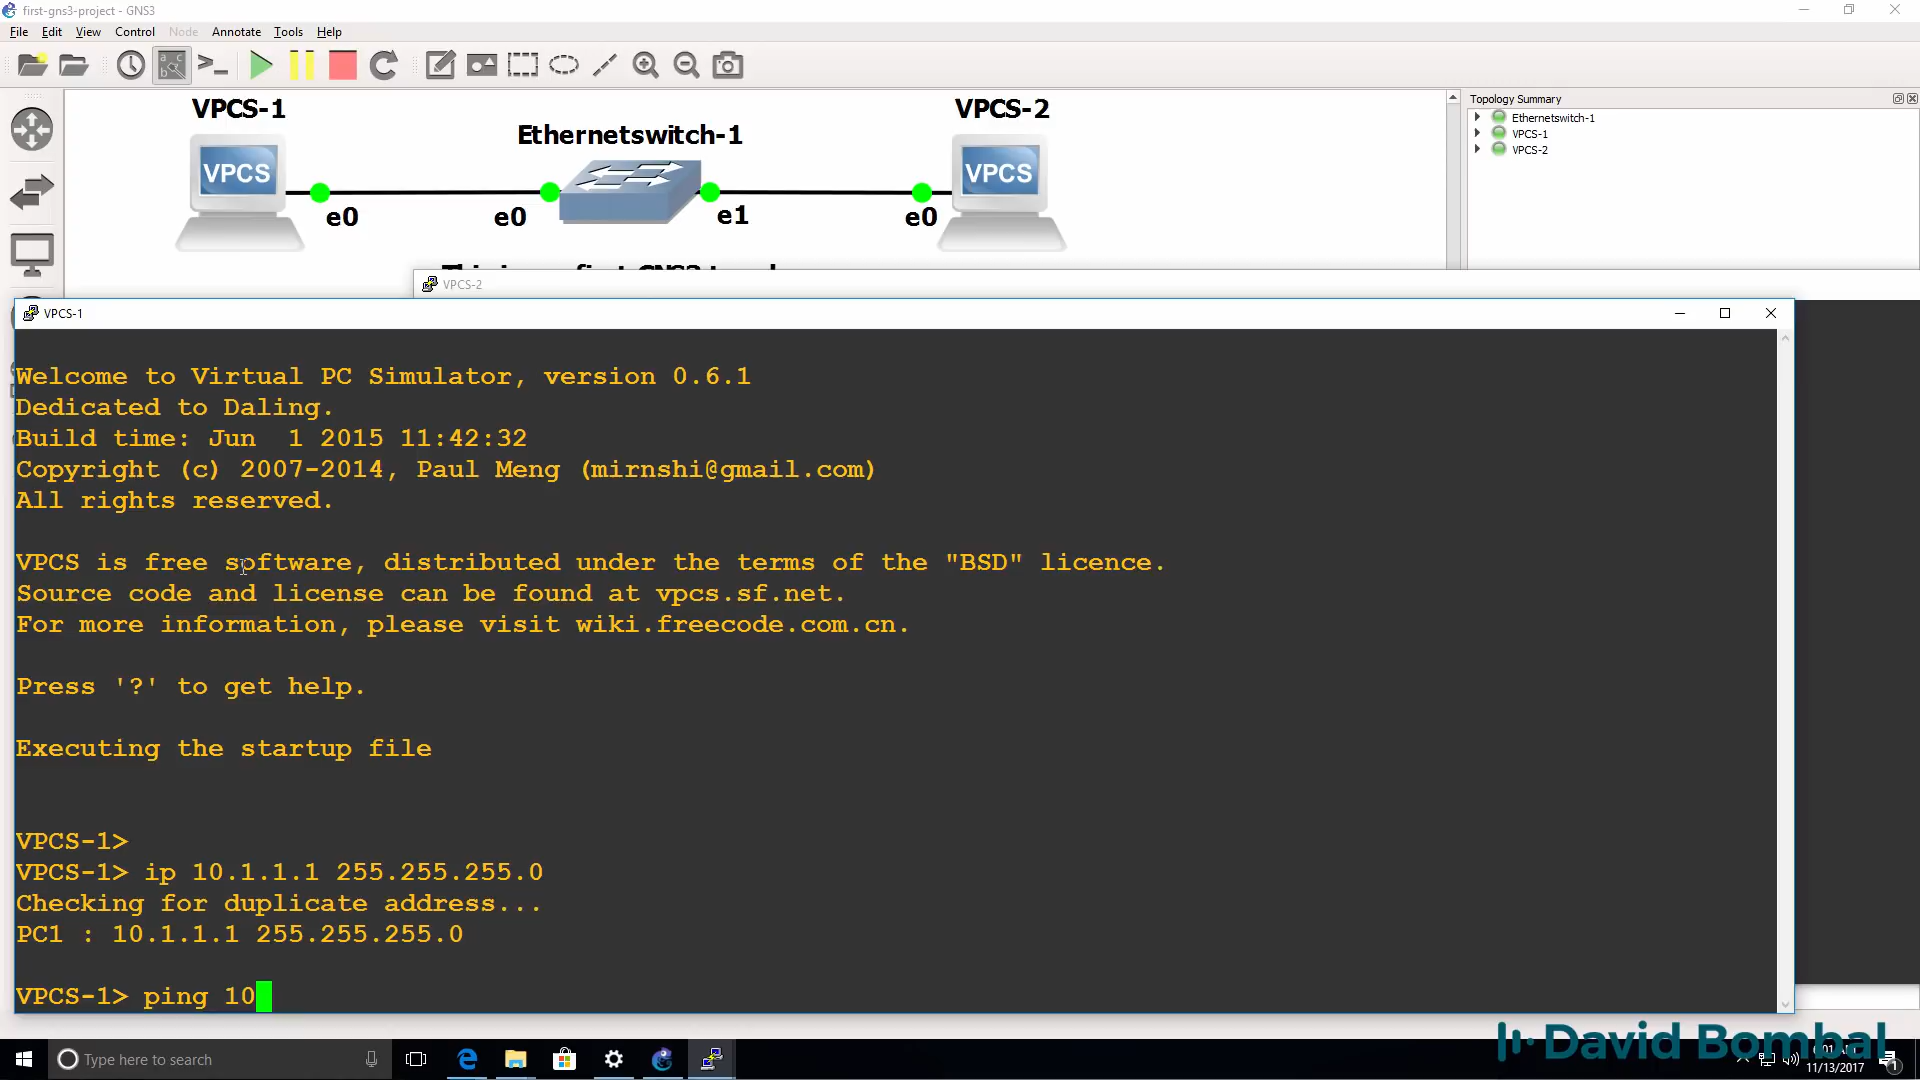 first-gns3-project - GNS3
File Edit View Control Node Annotate Tools Help
VPCS-1
VPCS-2
Ethernetswitch-1
VPCS
VPCS
e0
e0
e1
e0
Topology Summary
Ethernetswitch-1
VPCS-1
VPCS-2
VPCS-2
VPCS-1
Welcome to Virtual PC Simulator, version 0.6.1
Dedicated to Daling.
Build time: Jun  1 2015 11:42:32
Copyright (c) 2007-2014, Paul Meng (mirnshi@gmail.com)
All rights reserved.
VPCS is free software, distributed under the terms of the "BSD" licence.
Source code and license can be found at vpcs.sf.net.
For more information, please visit wiki.freecode.com.cn.
Press '?' to get help.
Executing the startup file
VPCS-1>
VPCS-1> ip 10.1.1.1 255.255.255.0
Checking for duplicate address...
PC1 : 10.1.1.1 255.255.255.0
VPCS-1> ping 10
Type here to search
David Bombal
11/13/2017
1